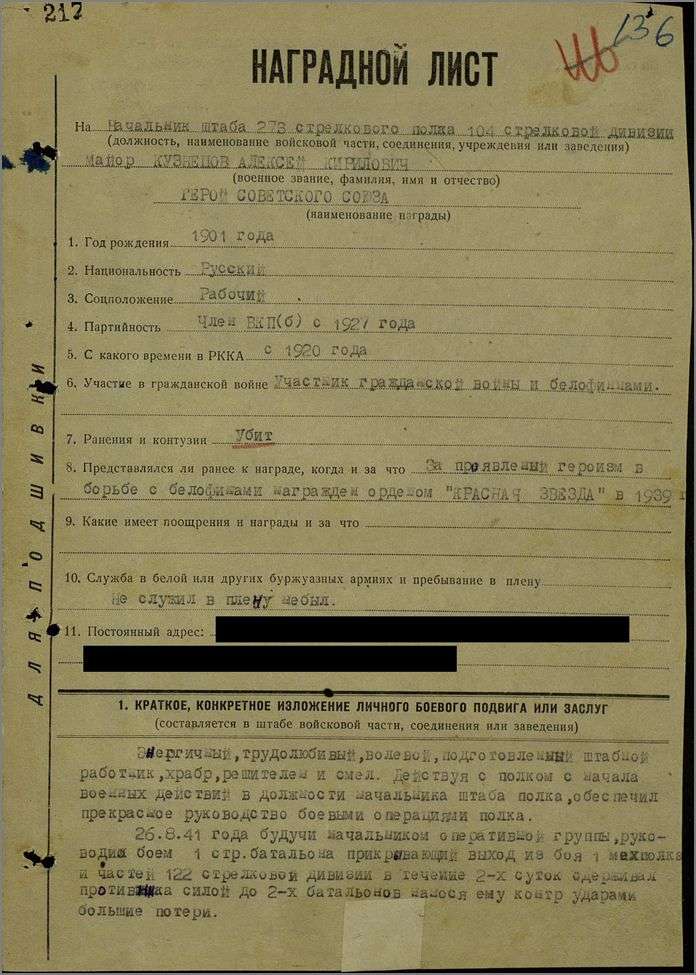 217
136
НАГРАДНОЙ ЛИСТ
На Начальник штаба 273 стрелкового полка 104 стрелковой дивизии
(должность, наименование войсковой части, соединения, учреждения или заведения)
майор КУЗНЕЦОВ АЛЕКСЕЙ КИРИЛОВИЧ
(военное звание, фамилия, имя и отчество)
ГЕРОЙ СОВЕТСКОГО СОЮЗА
(наименование награды)
1. Год рождения 1901 года
2. Национальность Русский
3. Соцположение Рабочий
4. Партийность Член ВКП(б) с 1927 года
5. С какого времени в РККА с 1920 года
6. Участие в гражданской войне Участник гражданской войны и белофиннами.
7. Ранения и контузии Убит
8. Представлялся ли ранее к награде, когда и за что За проявленый героизм в
борьбе с белофинами награжден орденом "КРАСНАЯ ЗВЕЗДА" в 1939 г
9. Какие имеет поощрения и награды и за что
10. Служба в белой или других буржуазных армиях и пребывание в плену
Не служил в плену небыл.
11. Постоянный адрес:
ДЛЯ ПОДШИВКИ
1. КРАТКОЕ, КОНКРЕТНОЕ ИЗЛОЖЕНИЕ ЛИЧНОГО БОЕВОГО ПОДВИГА ИЛИ ЗАСЛУГ
(составляется в штабе войсковой части, соединения или заведения)
Энергичный,трудолюбивый,волевой,подготовленный штабной
работник,храбр,решителен и смел. Действуя с полком с начала
военных действий в должности начальника штаба полка,обеспечил
прекрасное руководство боевыми операциями полка.
26.8.41 года будучи начальником оперативной группы,руко-
водил боем 1 стр.батальона прикрывающий выход из боя 1 мехполка
и частей 122 стрелковой дивизии в течение 2-х суток сдерживал
противника силой до 2-х батальонов нанося ему контр ударами
большие потери.